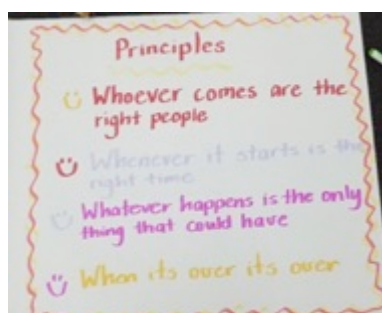 Principles
Whoever comes are the
right people
Whenever it starts is the
right time
Whatever happens is the only
thing that could have
When its over its over